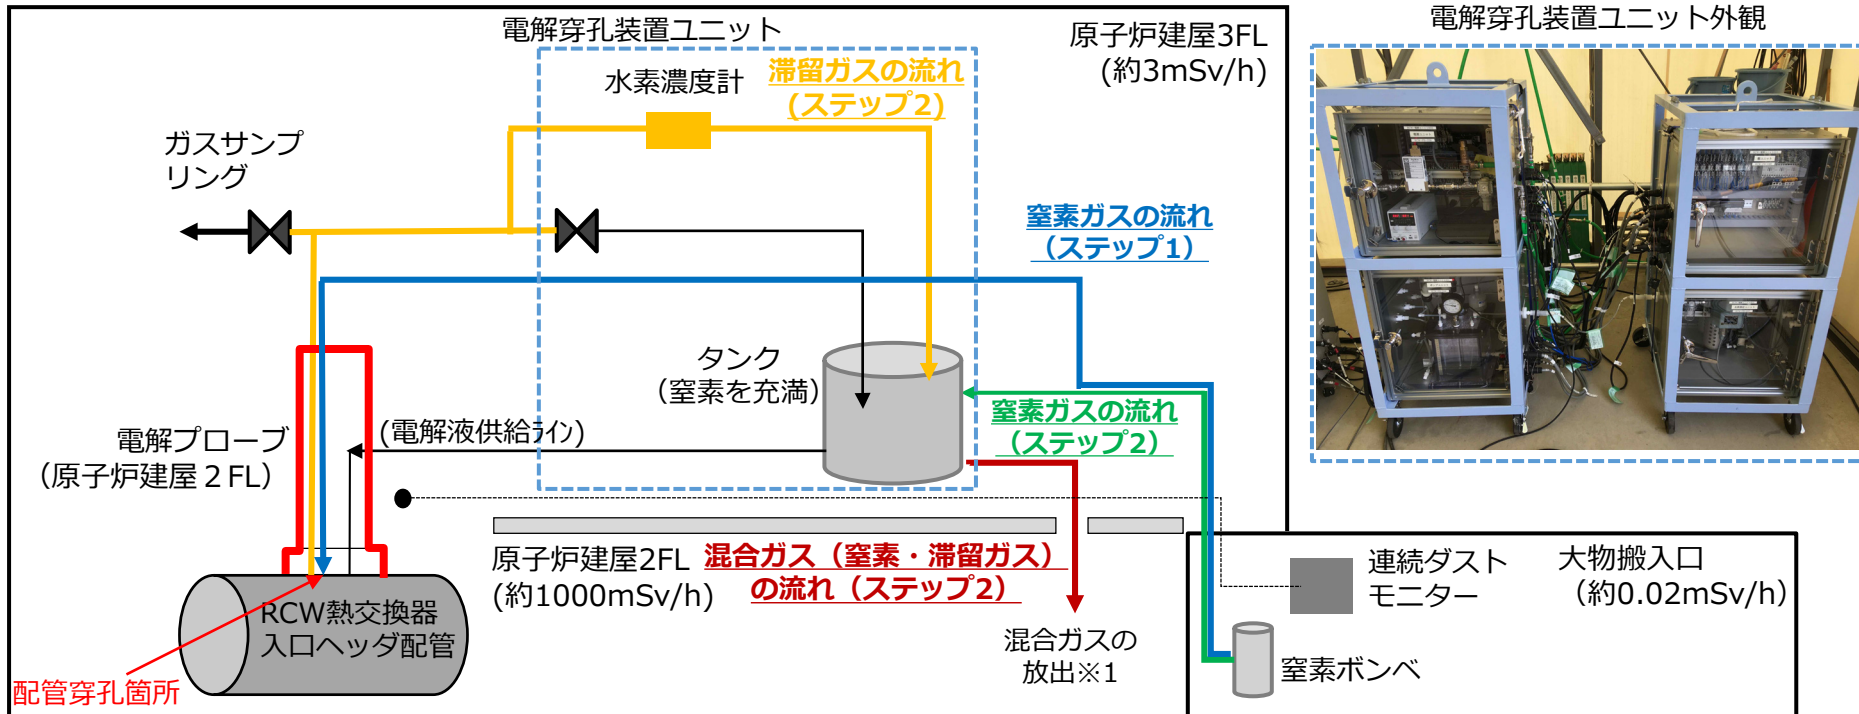 電解穿孔装置ユニット
原子炉建屋3FL
(約3mSv/h)
電解穿孔装置ユニット外観
水素濃度計
滞留ガスの流れ
(ステップ2)
ガスサンプ
リング
窒素ガスの流れ
（ステップ1）
タンク
（窒素を充満）
窒素ガスの流れ
（ステップ2）
電解プローブ
（原子炉建屋２FL）
(電解液供給ﾗｲﾝ)
原子炉建屋2FL
(約1000mSv/h)
混合ガス（窒素・滞留ガス）
の流れ（ステップ2）
連続ダスト
モニター
大物搬入口
（約0.02mSv/h）
RCW熱交換器
入口ヘッダ配管
混合ガスの
放出※1
窒素ボンベ
配管穿孔箇所